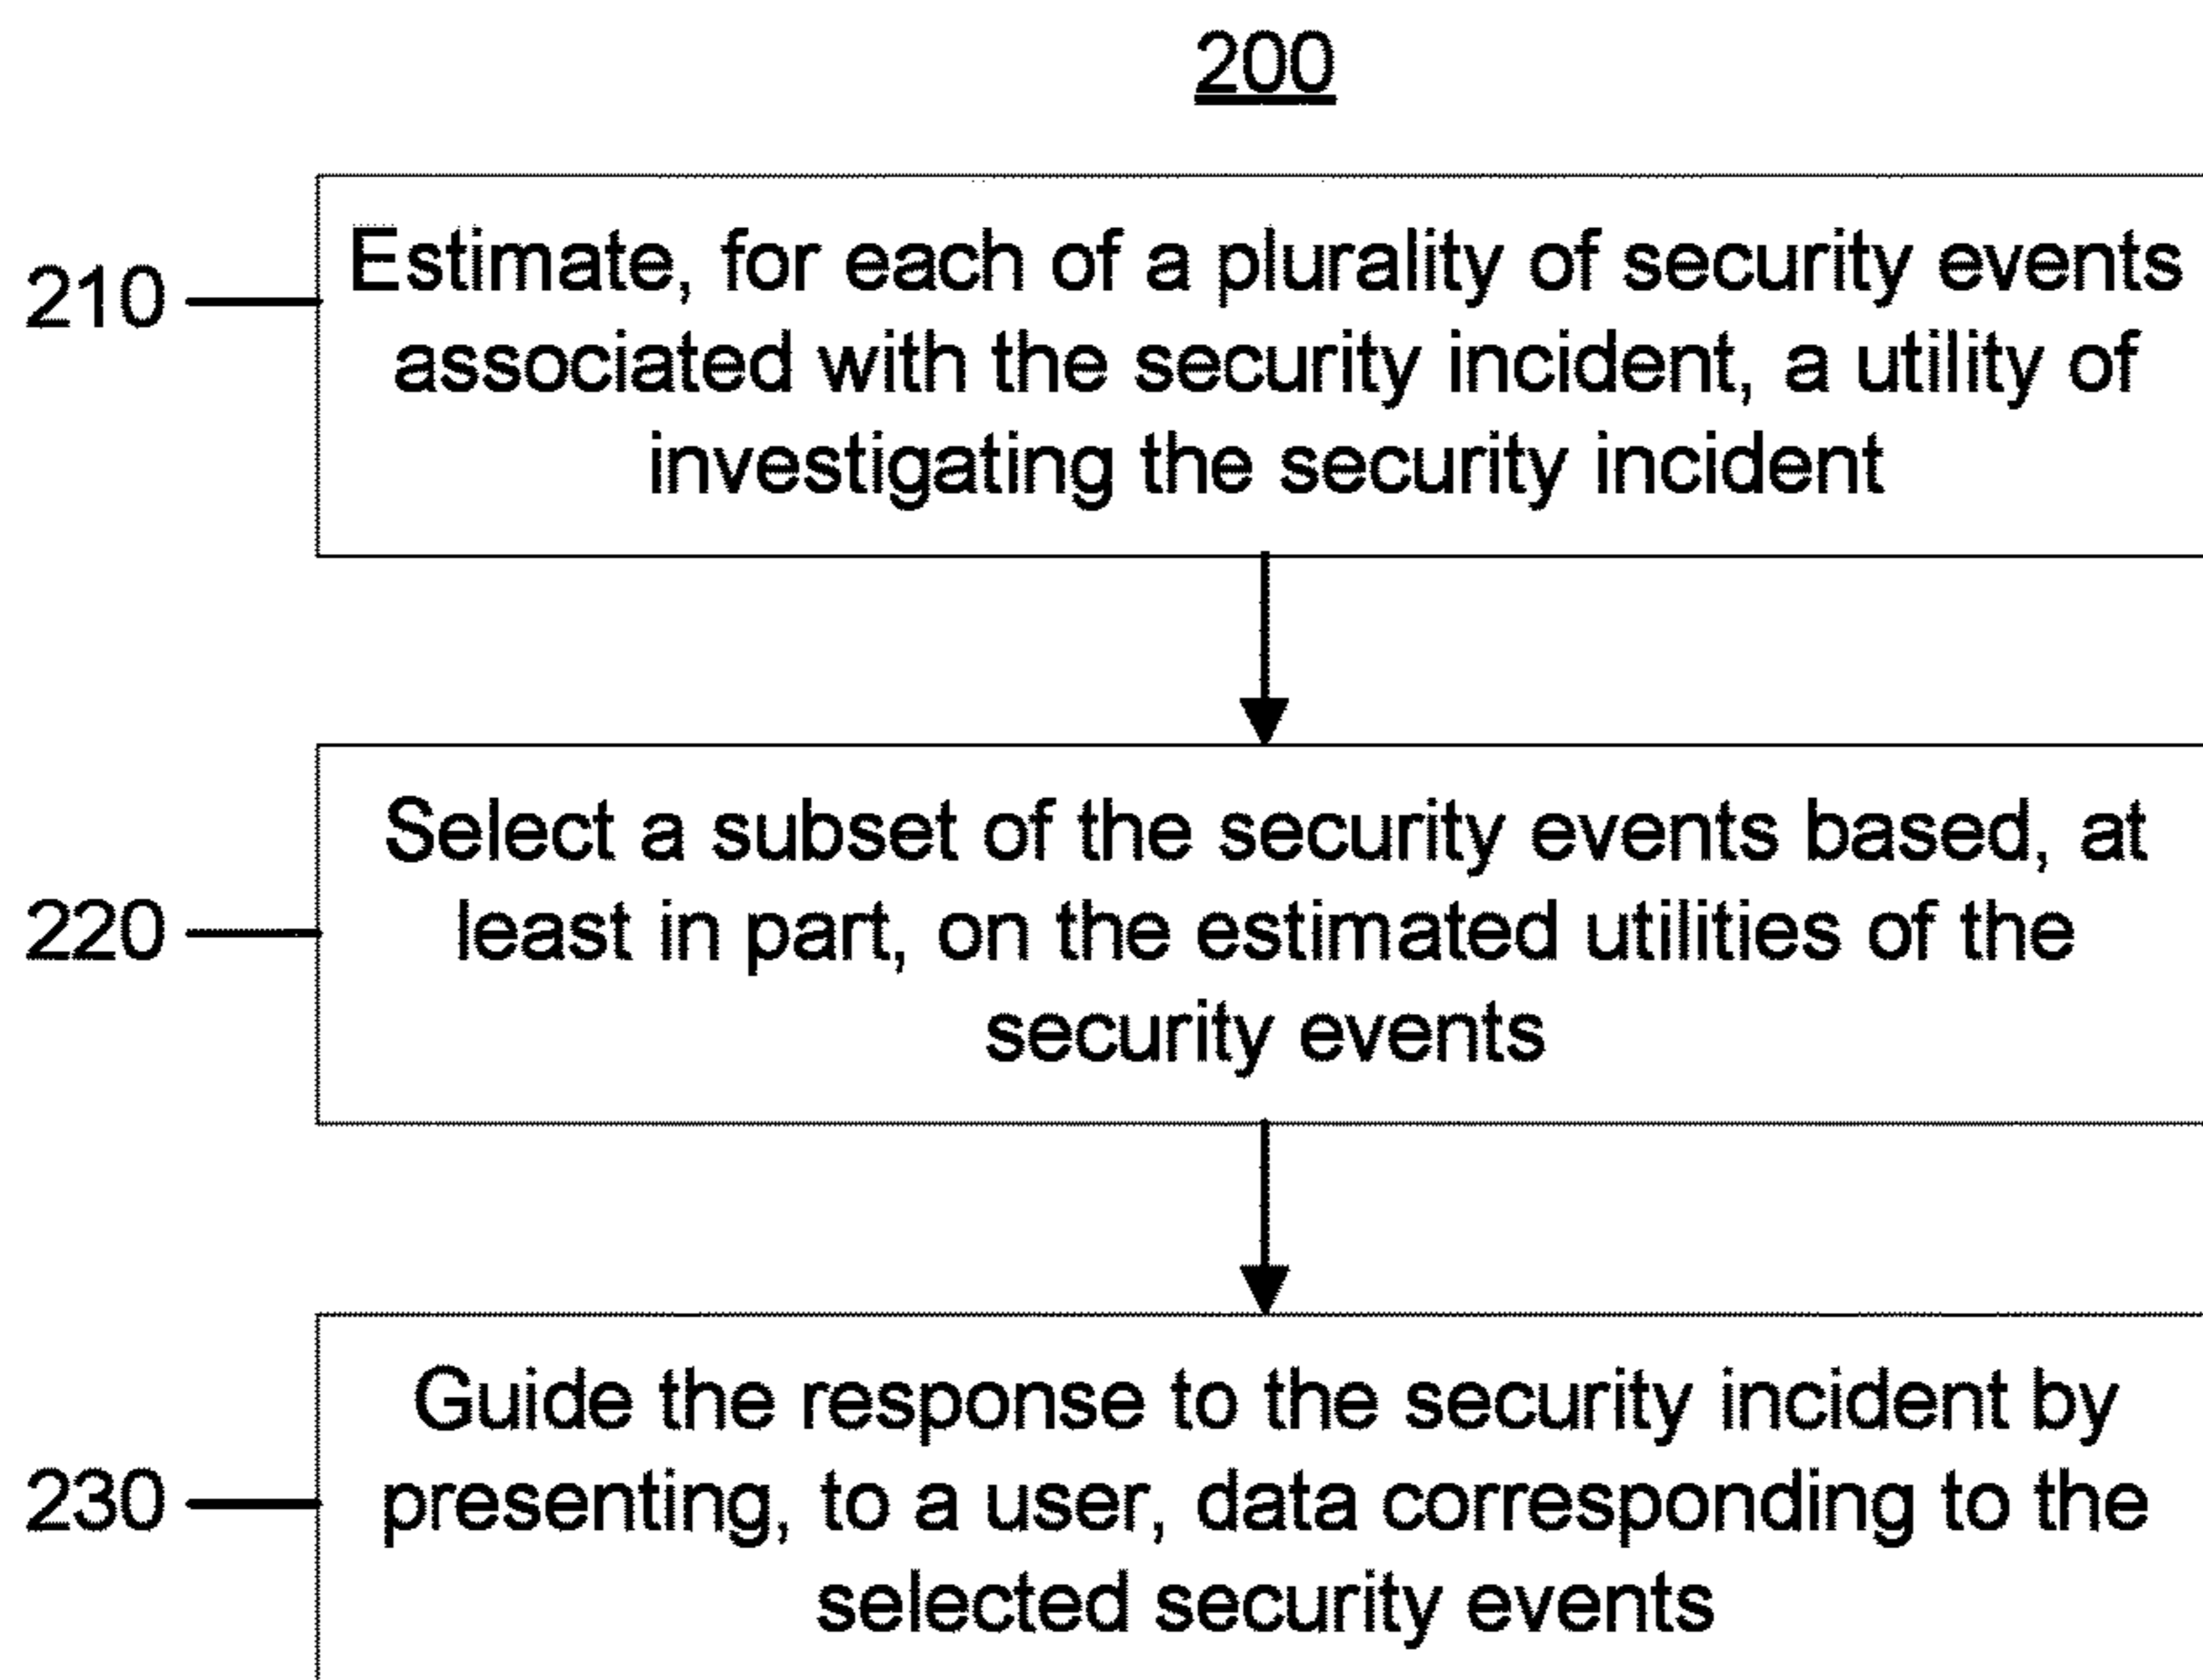 200
210
Estimate, for each of a plurality of security events
associated with the security incident, a utility of
investigating the security incident
220
Select a subset of the security events based, at
least in part, on the estimated utilities of the
security events
230
Guide the response to the security incident by
presenting, to a user, data corresponding to the
selected security events